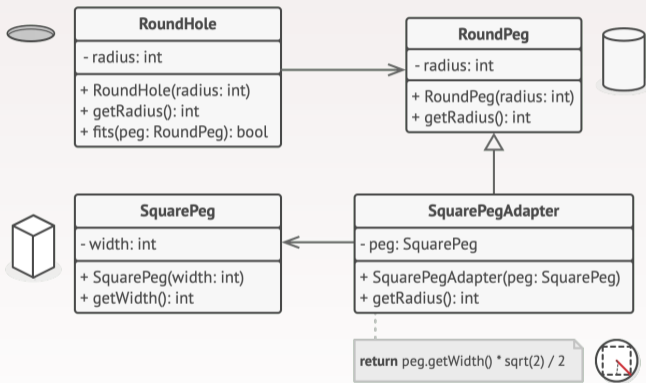 RoundHole
- radius: int
+ RoundHole(radius: int)
+ getRadius(): int
+ fits(peg: RoundPeg): bool
RoundPeg
- radius: int
+ RoundPeg(radius: int)
+ getRadius(): int
SquarePeg
- width: int
+ SquarePeg(width: int)
+ getWidth(): int
SquarePegAdapter
- peg: SquarePeg
+ SquarePegAdapter(peg: SquarePeg)
+ getRadius(): int
return peg.getWidth() * sqrt(2) / 2